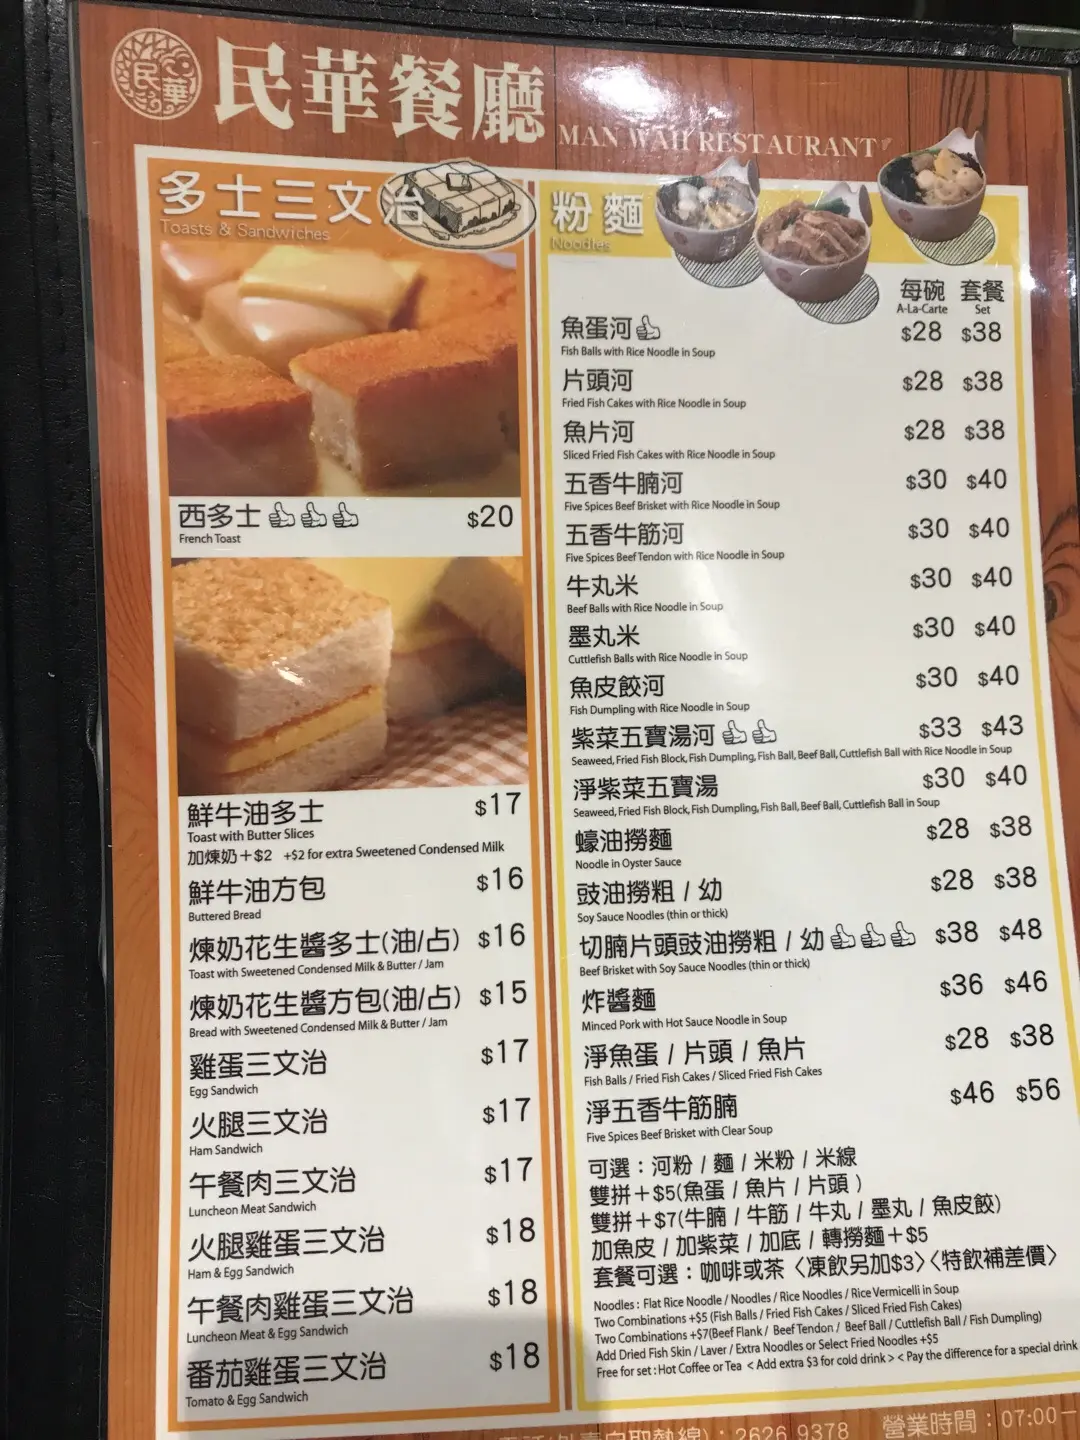 民華
民華餐廳
MAN WAH RESTAURANT
多士三文治
Toasts & Sandwiches
西多士 $20
French Toast
鮮牛油多士 $17
Toast with Butter Slices
加煉奶＋$2 +$2 for extra Sweetened Condensed Milk
鮮牛油方包 $16
Buttered Bread
煉奶花生醬多士(油/占) $16
Toast with Sweetened Condensed Milk & Butter / Jam
煉奶花生醬方包(油/占) $15
Bread with Sweetened Condensed Milk & Butter / Jam
雞蛋三文治 $17
Egg Sandwich
火腿三文治 $17
Ham Sandwich
午餐肉三文治 $17
Luncheon Meat Sandwich
火腿雞蛋三文治 $18
Ham & Egg Sandwich
午餐肉雞蛋三文治 $18
Luncheon Meat & Egg Sandwich
番茄雞蛋三文治 $18
Tomato & Egg Sandwich
粉麵
Noodles
每碗 套餐
A-La-Carte Set
魚蛋河 $28 $38
Fish Balls with Rice Noodle in Soup
片頭河 $28 $38
Fried Fish Cakes with Rice Noodle in Soup
魚片河 $28 $38
Sliced Fried Fish Cakes with Rice Noodle in Soup
五香牛腩河 $30 $40
Five Spices Beef Brisket with Rice Noodle in Soup
五香牛筋河 $30 $40
Five Spices Beef Tendon with Rice Noodle in Soup
牛丸米 $30 $40
Beef Balls with Rice Noodle in Soup
墨丸米 $30 $40
Cuttlefish Balls with Rice Noodle in Soup
魚皮餃河 $30 $40
Fish Dumpling with Rice Noodle in Soup
紫菜五寶湯河 $33 $43
Seaweed, Fried Fish Block, Fish Dumpling, Fish Ball, Beef Ball, Cuttlefish Ball with Rice Noodle in Soup
淨紫菜五寶湯 $30 $40
Seaweed, Fried Fish Block, Fish Dumpling, Fish Ball, Beef Ball, Cuttlefish Ball in Soup
蠔油撈麵 $28 $38
Noodle in Oyster Sauce
豉油撈粗 / 幼 $28 $38
Soy Sauce Noodles (thin or thick)
切腩片頭豉油撈粗 / 幼 $38 $48
Beef Brisket with Soy Sauce Noodles (thin or thick)
炸醬麵 $36 $46
Minced Pork with Hot Sauce Noodle in Soup
淨魚蛋 / 片頭 / 魚片 $28 $38
Fish Balls / Fried Fish Cakes / Sliced Fried Fish Cakes
淨五香牛筋腩 $46 $56
Five Spices Beef Brisket with Clear Soup
可選：河粉 / 麵 / 米粉 / 米線
雙拼＋$5(魚蛋 / 魚片 / 片頭 )
雙拼＋$7(牛腩 / 牛筋 / 牛丸 / 墨丸 / 魚皮餃)
加魚皮 / 加紫菜 / 加底 / 轉撈麵＋$5
套餐可選：咖啡或茶〈凍飲另加$3〉〈特飲補差價〉
Noodles : Flat Rice Noodle / Noodles / Rice Noodles / Rice Vermicelli in Soup
Two Combinations +$5 (Fish Balls / Fried Fish Cakes / Sliced Fried Fish Cakes)
Two Combinations +$7(Beef Flank / Beef Tendon / Beef Ball / Cuttlefish Ball / Fish Dumpling)
Add Dried Fish Skin / Laver / Extra Noodles or Select Fried Noodles +$5
Free for set : Hot Coffee or Tea < Add extra $3 for cold drink > < Pay the difference for a special drink
自取熱線)：2626 9378 營業時間：07:00－